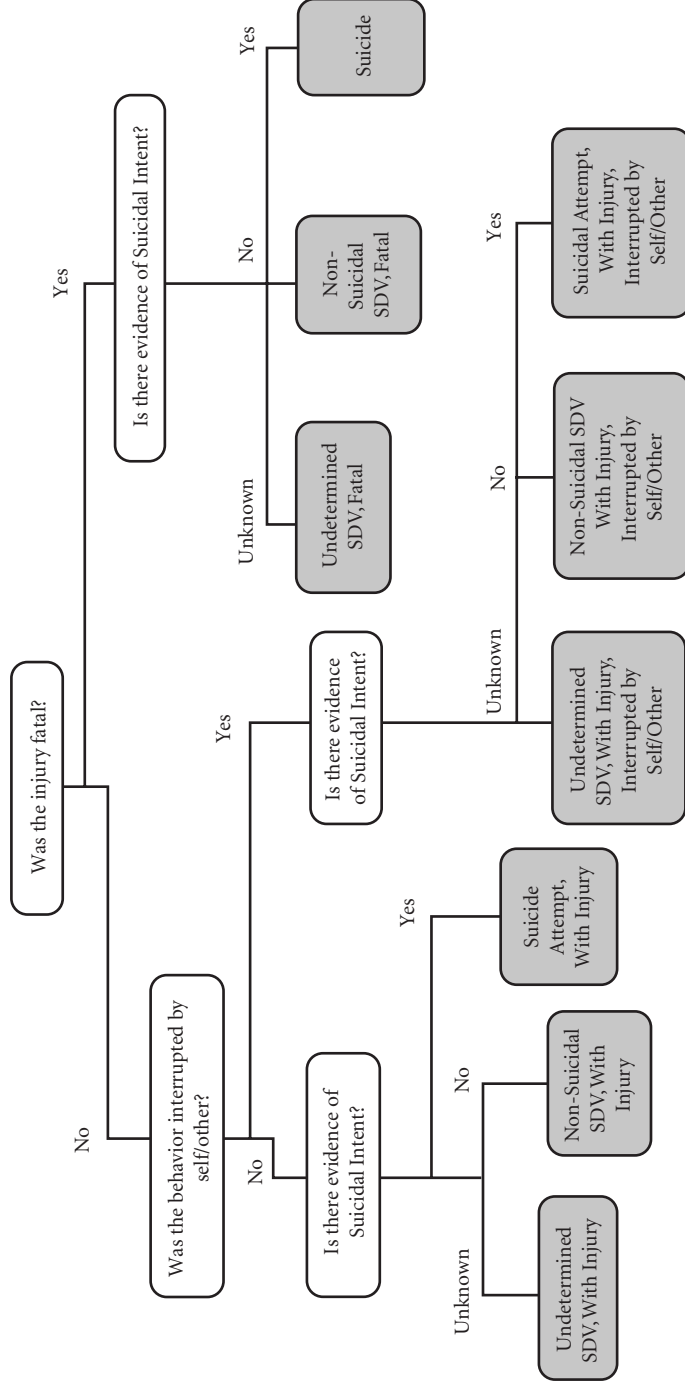 Was the injury fatal?
No
Yes
Was the behavior interrupted by
self/other?
Is there evidence of Suicidal Intent?
No
Yes
Unknown
No
Yes
Is there evidence of
Suicidal Intent?
Is there evidence
of Suicidal Intent?
Undetermined
SDV, Fatal
Non-
Suicidal
SDV, Fatal
Suicide
Unknown
No
Yes
Unknown
No
Yes
Undetermined
SDV, With Injury
Non-Suicidal
SDV, With
Injury
Suicide
Attempt,
With Injury
Undetermined
SDV, With Injury,
Interrupted by
Self/Other
Non-Suicidal SDV
With Injury,
Interrupted by
Self/Other
Suicidal Attempt,
With Injury,
Interrupted by
Self/Other